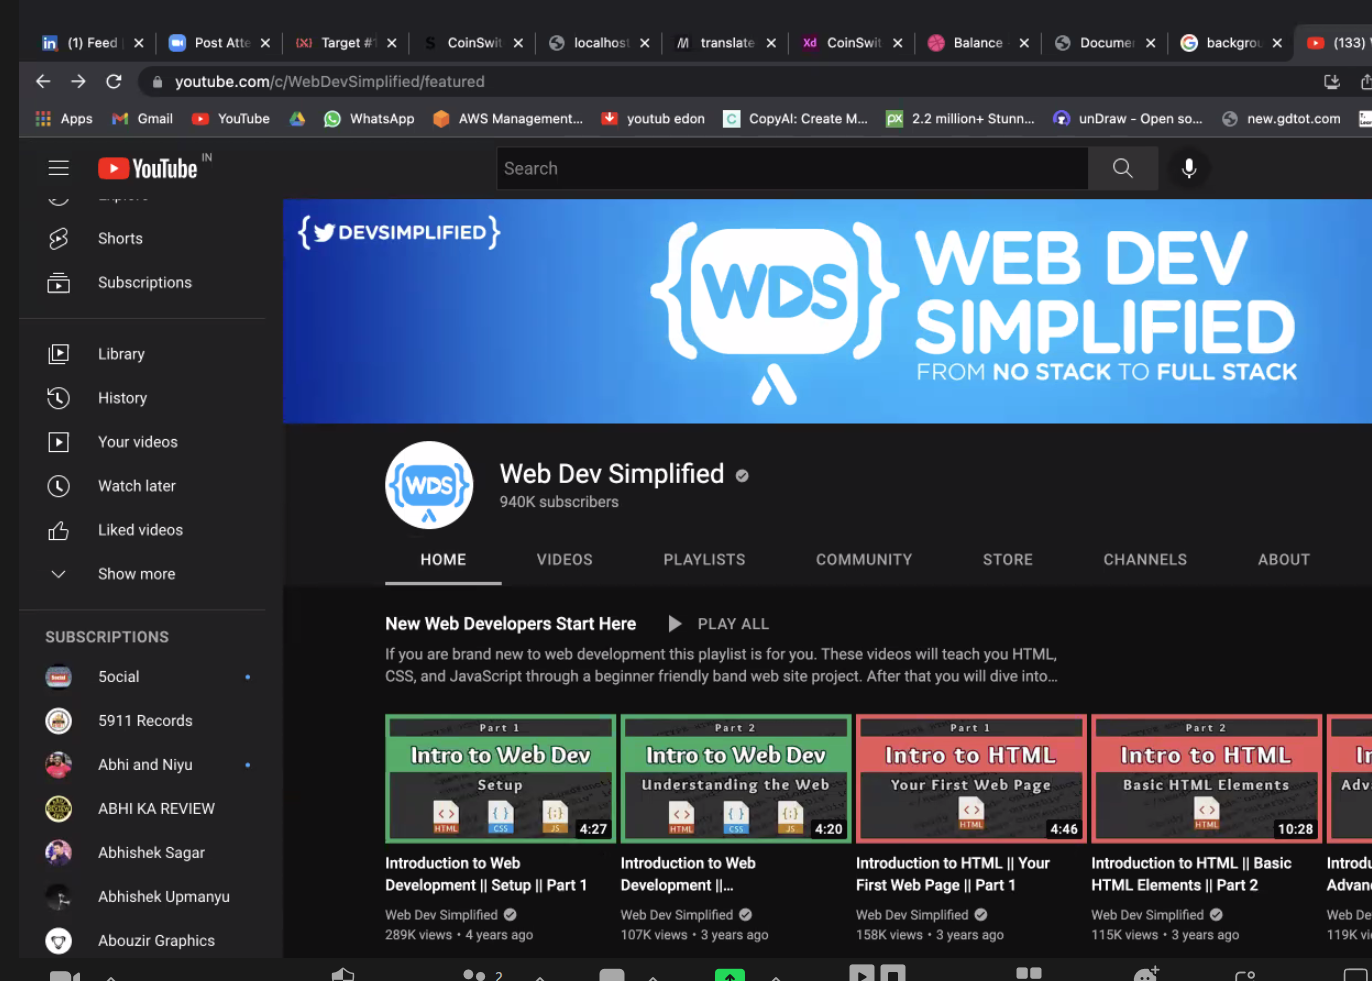 (1) Feed
Post Atte
Target #
CoinSwit
localhos
translate
CoinSwit
Balance
Docume
backgrou
(133)
youtube.com/c/WebDevSimplified/featured
Apps
Gmail
YouTube
WhatsApp
AWS Management...
youtub edon
CopyAI: Create M...
2.2 million+ Stunn...
unDraw - Open so...
new.gdtot.com
YouTube IN
Search
Shorts
Subscriptions
Library
History
Your videos
Watch later
Liked videos
Show more
SUBSCRIPTIONS
5ocial
5911 Records
Abhi and Niyu
ABHI KA REVIEW
Abhishek Sagar
Abhishek Upmanyu
Abouzir Graphics
{DEVSIMPLIFIED}
{WDS}
WEB DEV
SIMPLIFIED
FROM NO STACK TO FULL STACK
{WDS}
Web Dev Simplified
940K subscribers
HOME
VIDEOS
PLAYLISTS
COMMUNITY
STORE
CHANNELS
ABOUT
New Web Developers Start Here
PLAY ALL
If you are brand new to web development this playlist is for you. These videos will teach you HTML,
CSS, and JavaScript through a beginner friendly band web site project. After that you will dive into...
Part 1
Intro to Web Dev
Setup
HTML
CSS
JS
4:27
Introduction to Web
Development || Setup || Part 1
Web Dev Simplified
289K views • 4 years ago
Part 2
Intro to Web Dev
Understanding the Web
HTML
CSS
JS
4:20
Introduction to Web
Development ||...
Web Dev Simplified
107K views • 3 years ago
Part 1
Intro to HTML
Your First Web Page
HTML
4:46
Introduction to HTML || Your
First Web Page || Part 1
Web Dev Simplified
158K views • 3 years ago
Part 2
Intro to HTML
Basic HTML Elements
HTML
10:28
Introduction to HTML || Basic
HTML Elements || Part 2
Web Dev Simplified
115K views • 3 years ago
In
Adv
Introdu
Advan
Web De
119K vi
2